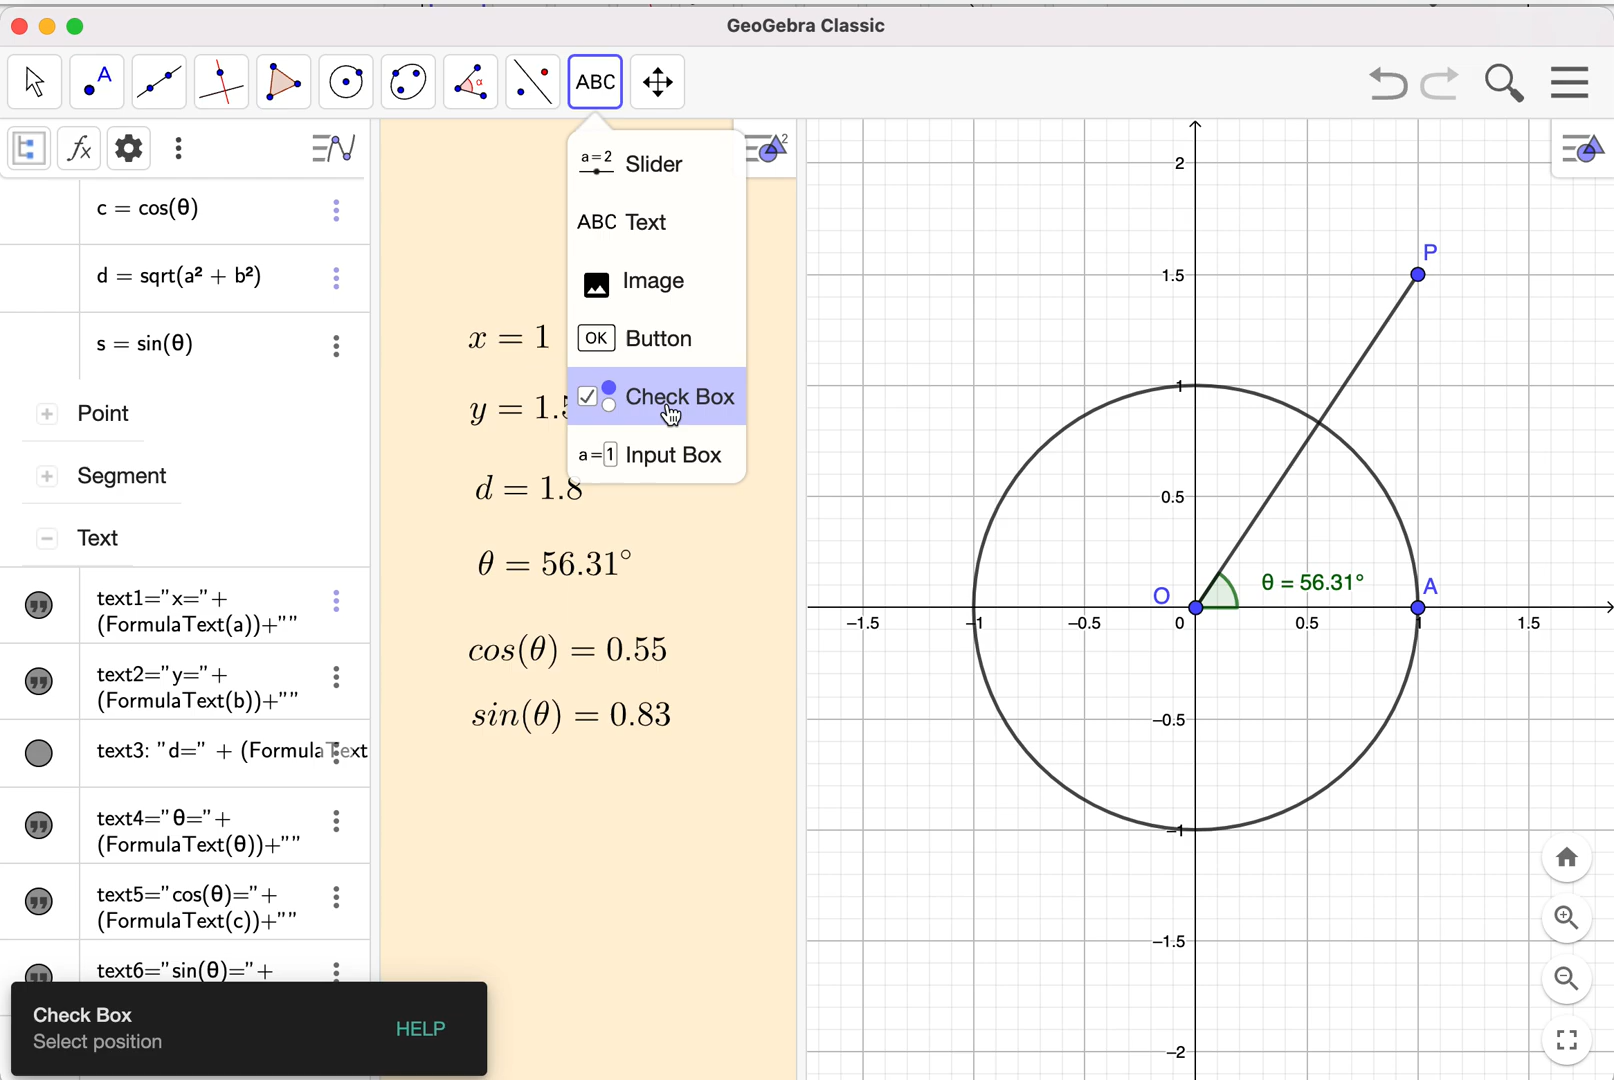 GeoGebra Classic
A
α
ABC
fx
2
c = cos(θ)
d = sqrt(a² + b²)
s = sin(θ)
Point
Segment
Text
text1="x="+
(FormulaText(a))+""
text2="y="+
(FormulaText(b))+""
text3: "d=" + (FormulaText
text4="θ="+
(FormulaText(θ))+""
text5="cos(θ)="+
(FormulaText(c))+""
text6="sin(θ)="+
Check Box
Select position
HELP
x = 1
y = 1.5
d = 1.8
θ = 56.31°
cos(θ) = 0.55
sin(θ) = 0.83
a=2 Slider
ABC Text
Image
OK Button
Check Box
a=1 Input Box
2
1.5
1
0.5
0
-0.5
-1
-1.5
-2
-1.5
-1
-0.5
0.5
1
1.5
P
O
A
θ = 56.31°